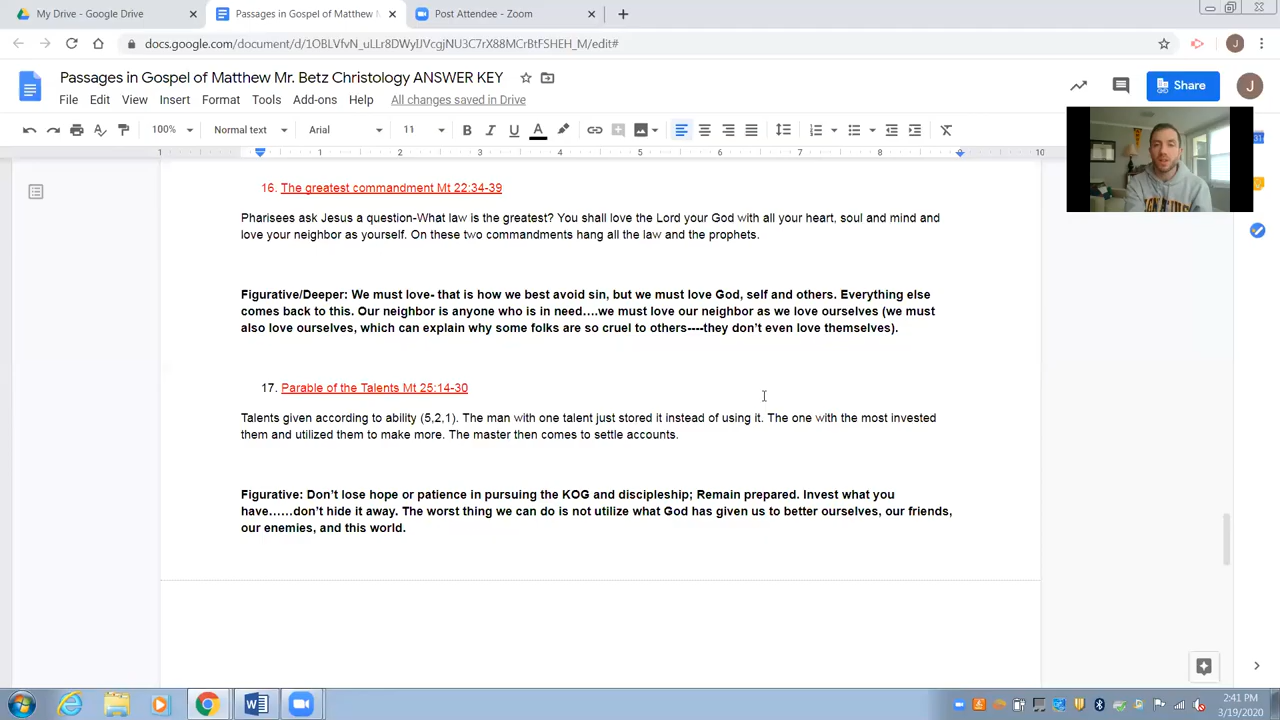 My Drive - Google Drive
Passages in Gospel of Matthew M
Post Attendee - Zoom
docs.google.com/document/d/1OBLVfvN_uLLr8DWyIJVcgjNU3C7rX88MCrBtFSHEH_M/edit#
J
Passages in Gospel of Matthew Mr. Betz Christology ANSWER KEY
Share
J
File Edit View Insert Format Tools Add-ons Help All changes saved in Drive
100% Normal text Arial 11 B I U A
1 1 2 3 4 5 6 7 8 9 10
31
16. The greatest commandment Mt 22:34-39
Pharisees ask Jesus a question-What law is the greatest? You shall love the Lord your God with all your heart, soul and mind and
love your neighbor as yourself. On these two commandments hang all the law and the prophets.
Figurative/Deeper: We must love- that is how we best avoid sin, but we must love God, self and others. Everything else
comes back to this. Our neighbor is anyone who is in need….we must love our neighbor as we love ourselves (we must
also love ourselves, which can explain why some folks are so cruel to others----they don't even love themselves).
17. Parable of the Talents Mt 25:14-30
Talents given according to ability (5,2,1). The man with one talent just stored it instead of using it. The one with the most invested
them and utilized them to make more. The master then comes to settle accounts.
Figurative: Don't lose hope or patience in pursuing the KOG and discipleship; Remain prepared. Invest what you
have……don't hide it away. The worst thing we can do is not utilize what God has given us to better ourselves, our friends,
our enemies, and this world.
2:41 PM
3/19/2020